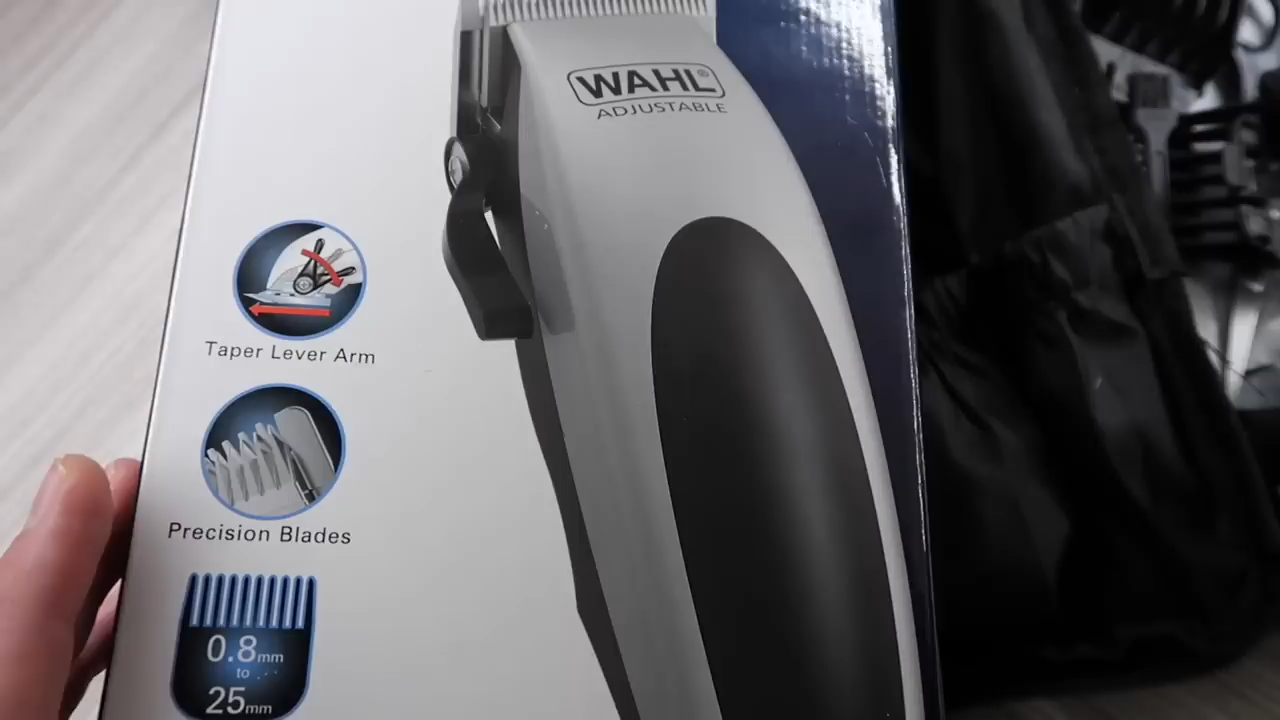 WAHL®
ADJUSTABLE
Taper Lever Arm
Precision Blades
0.8mm
to
25mm